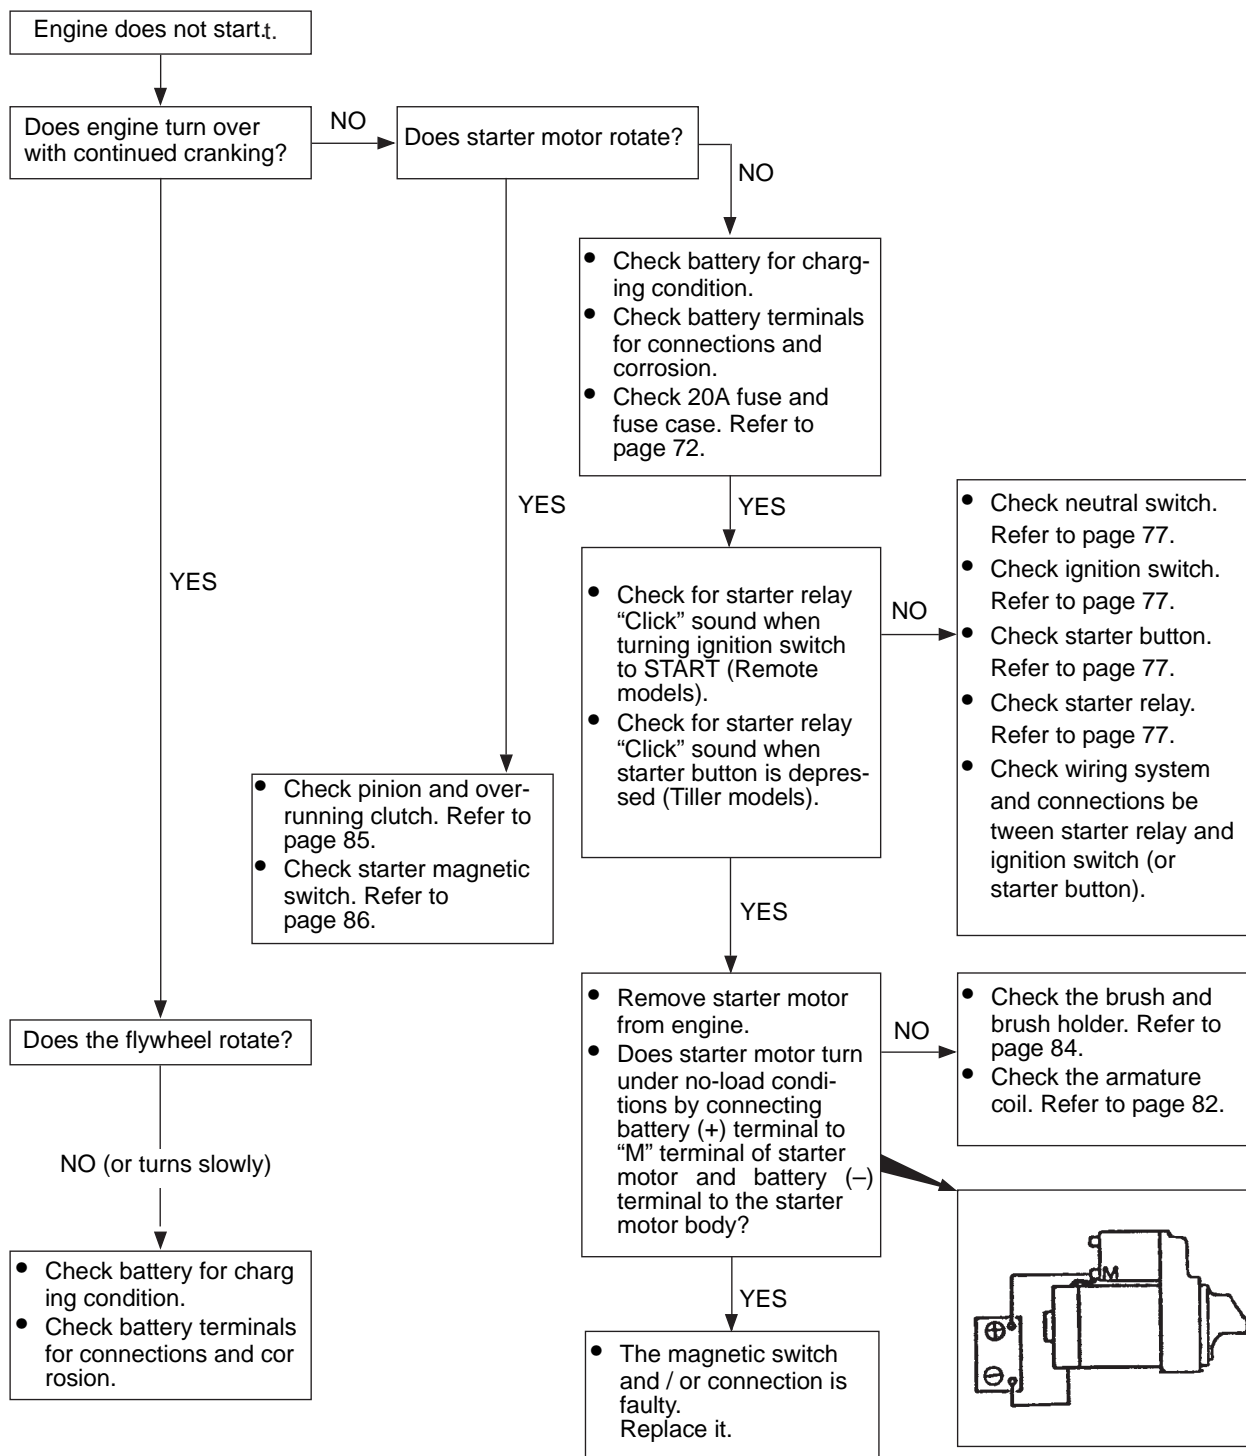 Engine does not start.t.
Does engine turn over
with continued cranking?
NO
Does starter motor rotate?
NO
• Check battery for charg-
ing condition.
• Check battery terminals
for connections and
corrosion.
• Check 20A fuse and
fuse case. Refer to
page 72.
YES
YES
YES
• Check for starter relay
“Click” sound when
turning ignition switch
to START (Remote
models).
• Check for starter relay
“Click” sound when
starter button is depres-
sed (Tiller models).
NO
• Check neutral switch.
Refer to page 77.
• Check ignition switch.
Refer to page 77.
• Check starter button.
Refer to page 77.
• Check starter relay.
Refer to page 77.
• Check wiring system
and connections be
tween starter relay and
ignition switch (or
starter button).
• Check pinion and over-
running clutch. Refer to
page 85.
• Check starter magnetic
switch. Refer to
page 86.
YES
Does the flywheel rotate?
• Remove starter motor
from engine.
• Does starter motor turn
under no-load condi-
tions by connecting
battery (+) terminal to
“M” terminal of starter
motor and battery (–)
terminal to the starter
motor body?
NO
• Check the brush and
brush holder. Refer to
page 84.
• Check the armature
coil. Refer to page 82.
NO (or turns slowly)
• Check battery for charg
ing condition.
• Check battery terminals
for connections and cor
rosion.
YES
• The magnetic switch
and / or connection is
faulty.
Replace it.
M
+
−